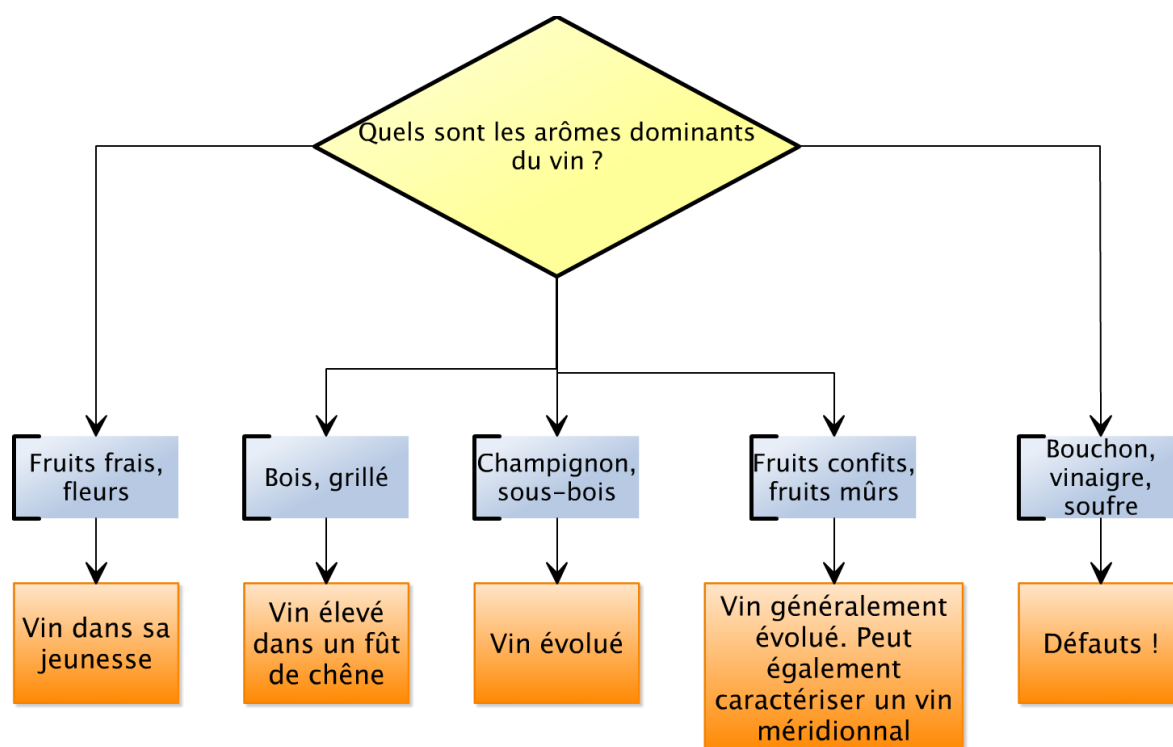 Quels sont les arômes dominants
du vin ?
Fruits frais,
fleurs
Bois, grillé
Champignon,
sous-bois
Fruits confits,
fruits mûrs
Bouchon,
vinaigre,
soufre
Vin dans sa
jeunesse
Vin élevé
dans un fût
de chêne
Vin évolué
Vin généralement
évolué. Peut
également
caractériser un vin
méridionnal
Défauts !